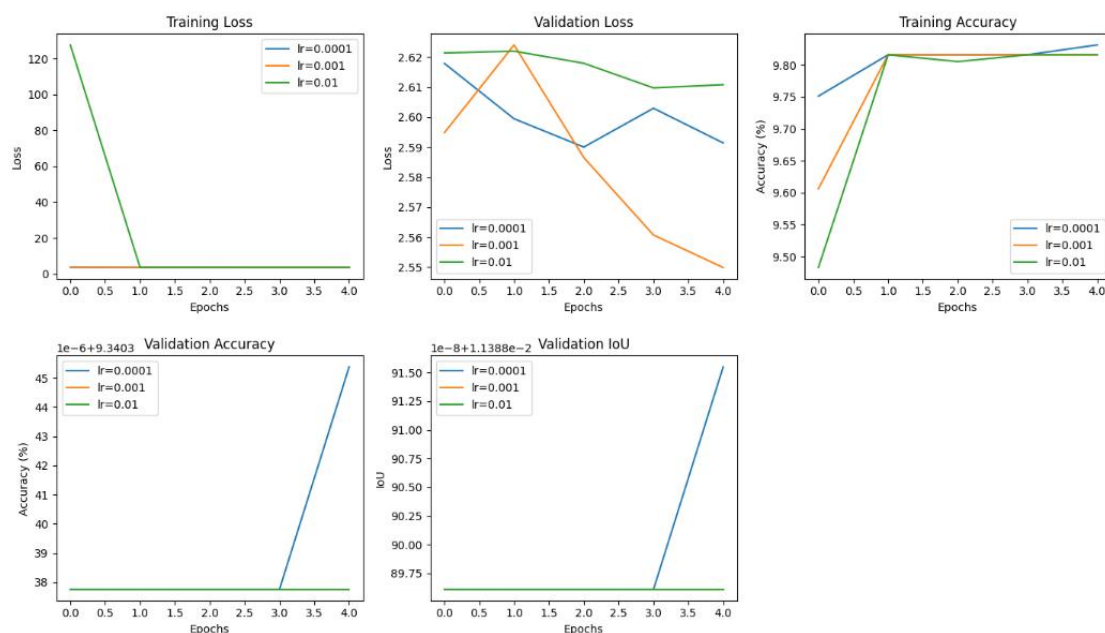 Training Loss
Loss
120
100
80
60
40
20
0
lr=0.0001
lr=0.001
lr=0.01
0.0 0.5 1.0 1.5 2.0 2.5 3.0 3.5 4.0
Epochs
Validation Loss
Loss
2.62
2.61
2.60
2.59
2.58
2.57
2.56
2.55
lr=0.0001
lr=0.001
lr=0.01
0.0 0.5 1.0 1.5 2.0 2.5 3.0 3.5 4.0
Epochs
Training Accuracy
Accuracy (%)
9.80
9.75
9.70
9.65
9.60
9.55
9.50
lr=0.0001
lr=0.001
lr=0.01
0.0 0.5 1.0 1.5 2.0 2.5 3.0 3.5 4.0
Epochs
1e−6+9.3403
Validation Accuracy
Accuracy (%)
45
44
43
42
41
40
39
38
lr=0.0001
lr=0.001
lr=0.01
0.0 0.5 1.0 1.5 2.0 2.5 3.0 3.5 4.0
Epochs
1e−8+1.1388e−2
Validation IoU
IoU
91.50
91.25
91.00
90.75
90.50
90.25
90.00
89.75
lr=0.0001
lr=0.001
lr=0.01
0.0 0.5 1.0 1.5 2.0 2.5 3.0 3.5 4.0
Epochs